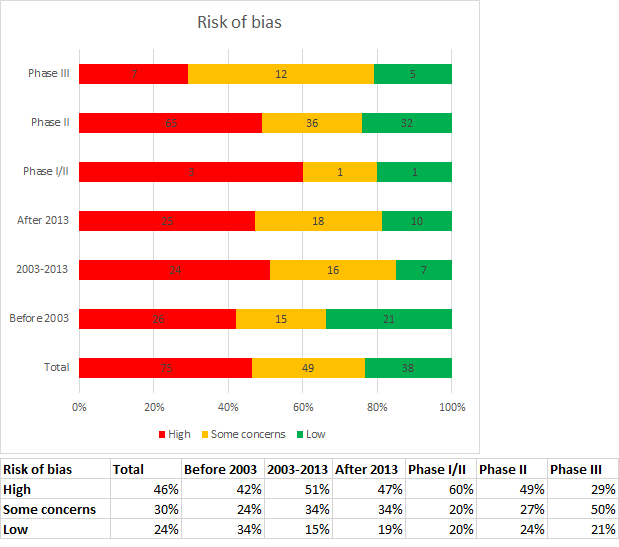 Risk of bias
Phase III 7 12 5
Phase II 65 36 32
Phase I/II 3 1 1
After 2013 25 18 10
2003-2013 24 16 7
Before 2003 26 15 21
Total 75 49 38
0% 20% 40% 60% 80% 100%
High Some concerns Low
Risk of bias Total Before 2003 2003-2013 After 2013 Phase I/II Phase II Phase III
High 46% 42% 51% 47% 60% 49% 29%
Some concerns 30% 24% 34% 34% 20% 27% 50%
Low 24% 34% 15% 19% 20% 24% 21%